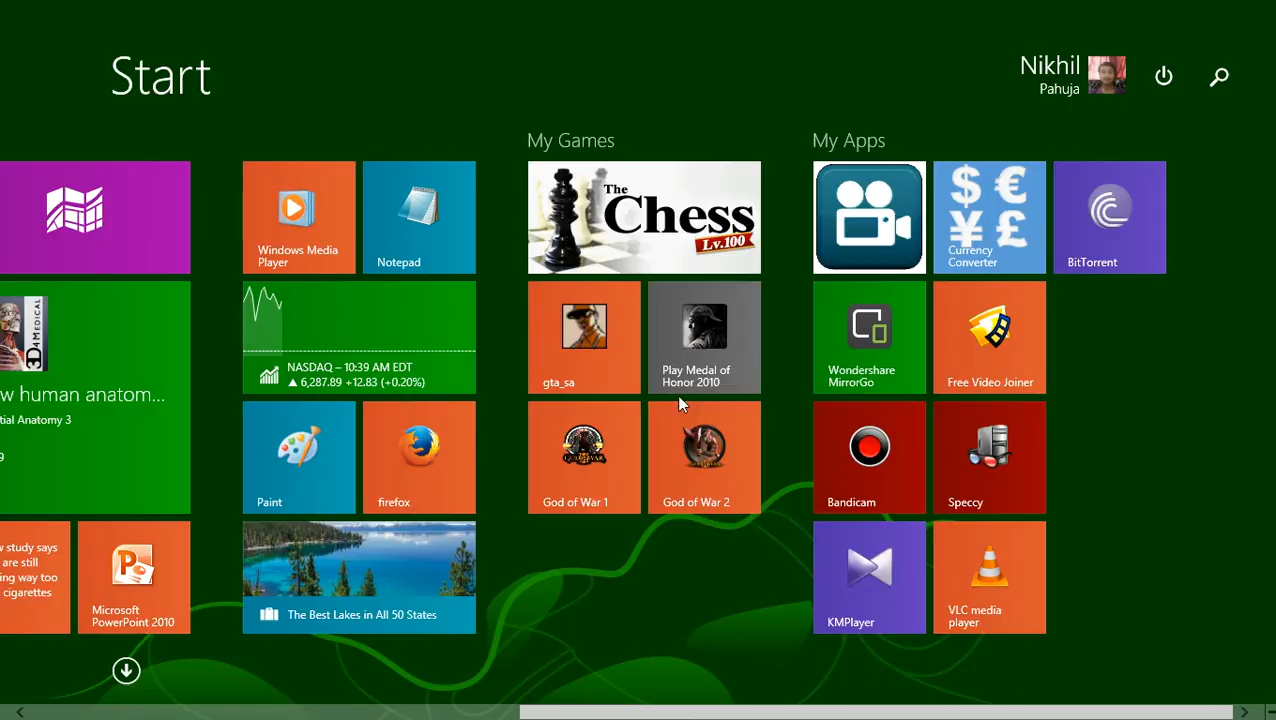 Start
Nikhil
Pahuja
My Games
My Apps
Windows Media
Player
Notepad
The
Chess
Lv.100
Currency
Converter
BitTorrent
3D4MEDICAL
w human anatom...
tial Anatomy 3
9
NASDAQ – 10:39 AM EDT
▲ 6,287.89 +12.83 (+0.20%)
gta_sa
Play Medal of
Honor 2010
Wondershare
MirrorGo
Free Video Joiner
Paint
firefox
God of War 1
God of War 2
Bandicam
Speccy
w study says
are still
ing way too
cigarettes
Microsoft
PowerPoint 2010
The Best Lakes in All 50 States
KMPlayer
VLC media
player